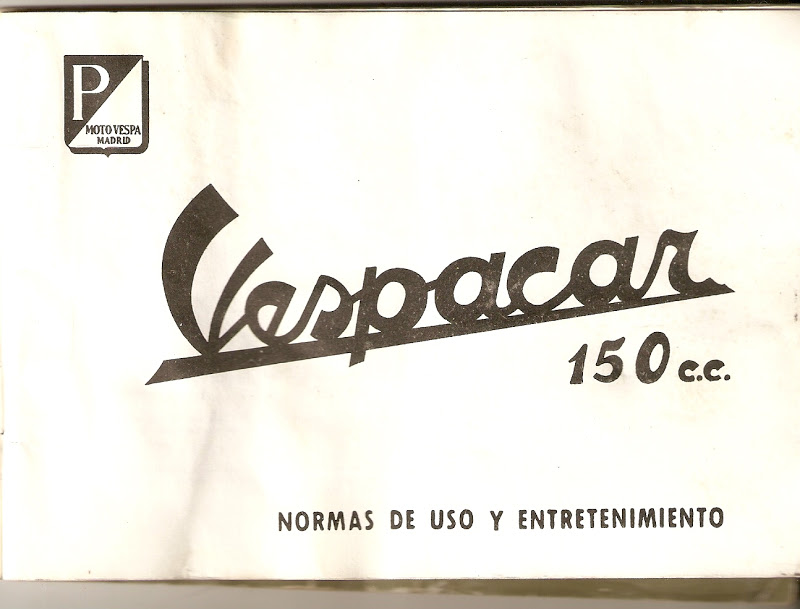 P
MOTO VESPA
MADRID
Vespacar
150 c.c.
NORMAS DE USO Y ENTRETENIMIENTO